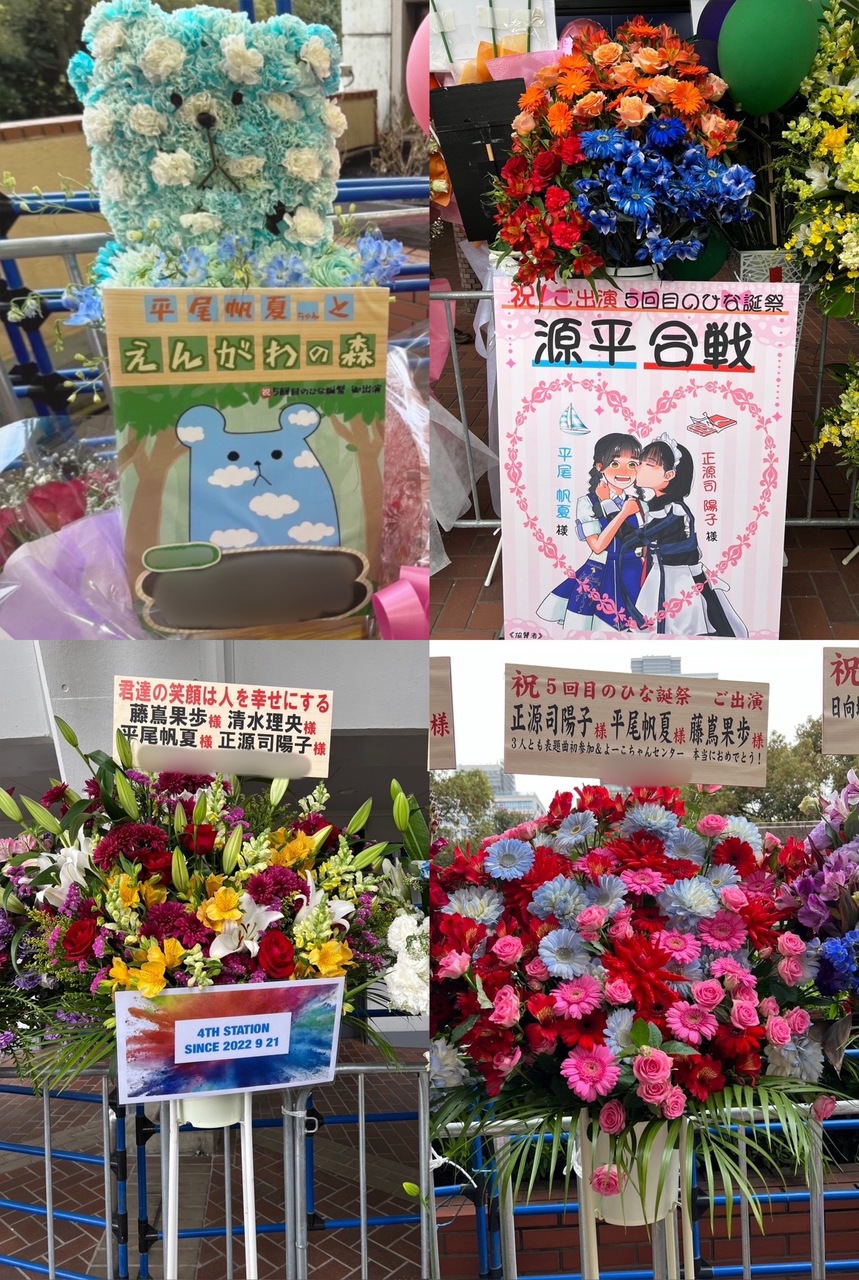 平尾帆夏ちゃんと
えんがわの森
祝5回目のひな誕祭 御出演
祝!ご出演 5回目のひな誕祭
源平合戦
平尾 帆夏 様
正源司 陽子 様
《協賛者》
君達の笑顔は人を幸せにする
藤嶌果歩様 清水理央様
平尾帆夏様 正源司陽子様
4TH STATION
SINCE 2022 9 21
様
祝 5回目のひな誕祭 ご出演
正源司陽子様 平尾帆夏様 藤嶌果歩様
3人とも表題曲初参加&よーこちゃんセンター 本当におめでとう!
祝
日向坂